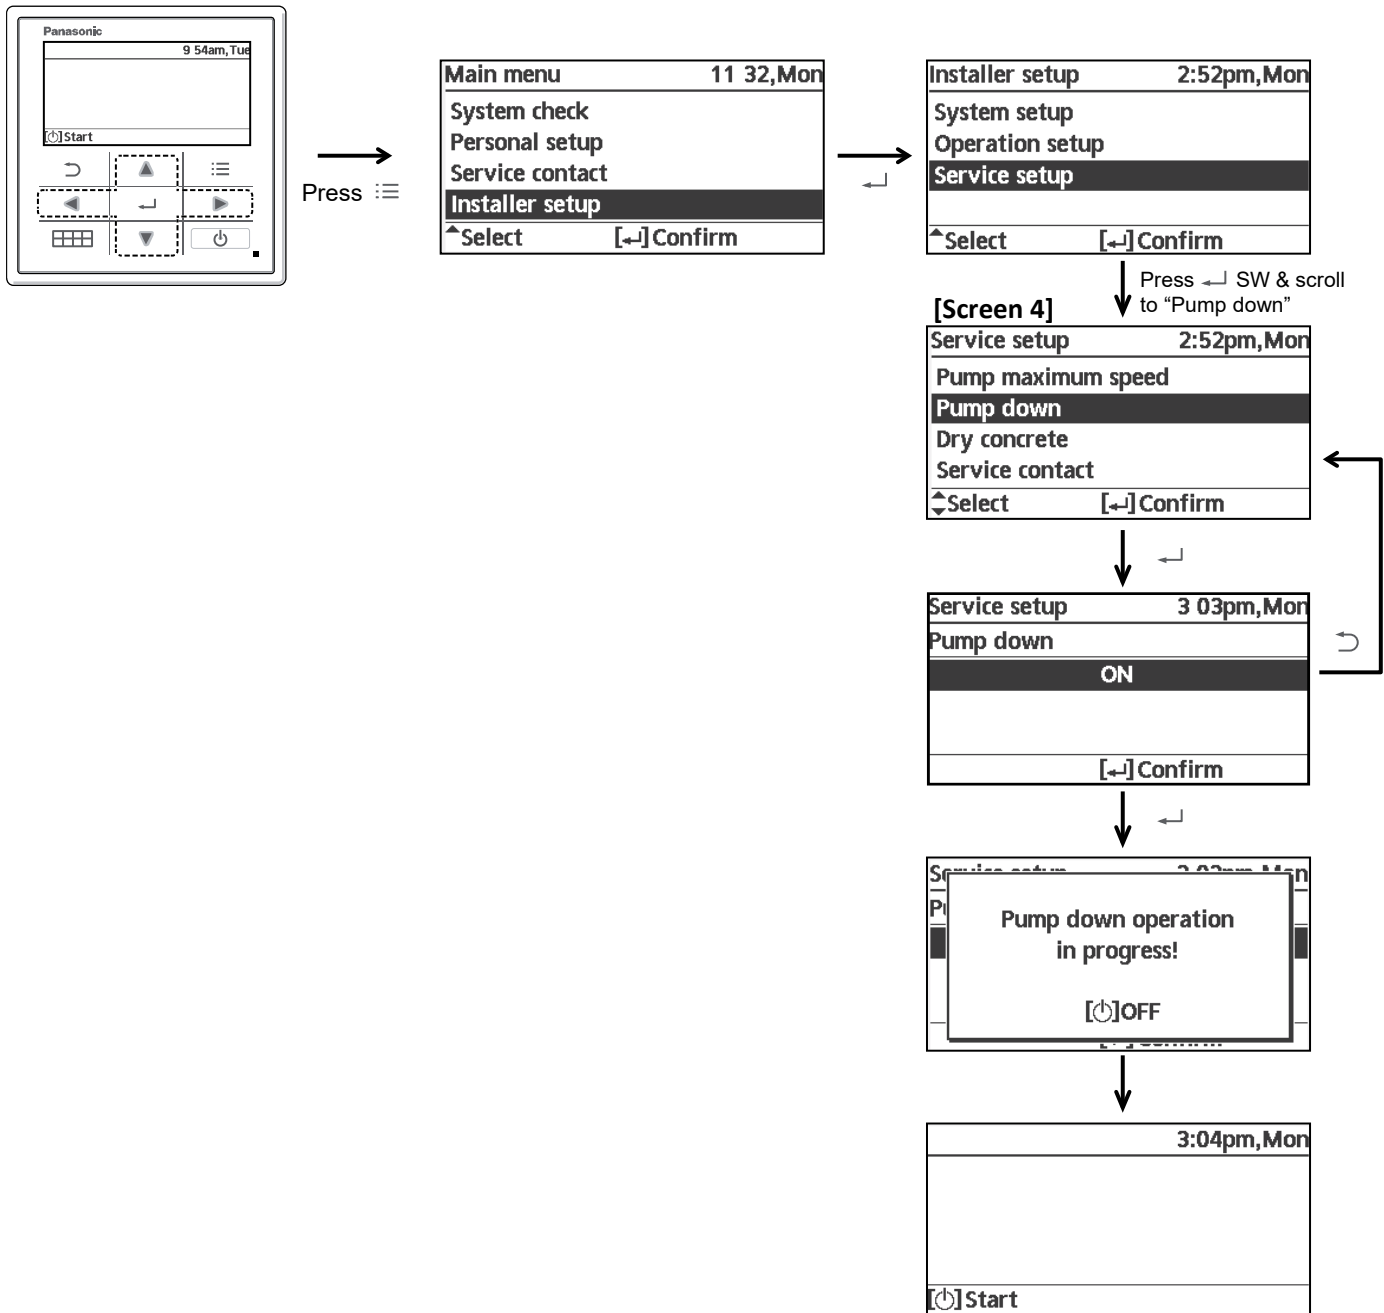 Panasonic
9 54am,Tue
[⏻]Start
Press
Main menu 11 32,Mon
System check
Personal setup
Service contact
Installer setup
Select [↵]Confirm
Installer setup 2:52pm,Mon
System setup
Operation setup
Service setup
Select [↵]Confirm
Press ↵ SW & scroll
to “Pump down”
[Screen 4]
Service setup 2:52pm,Mon
Pump maximum speed
Pump down
Dry concrete
Service contact
Select [↵]Confirm
Service setup 3 03pm,Mon
Pump down
ON
[↵]Confirm
Pump down operation
in progress!
[⏻]OFF
3:04pm,Mon
[⏻]Start